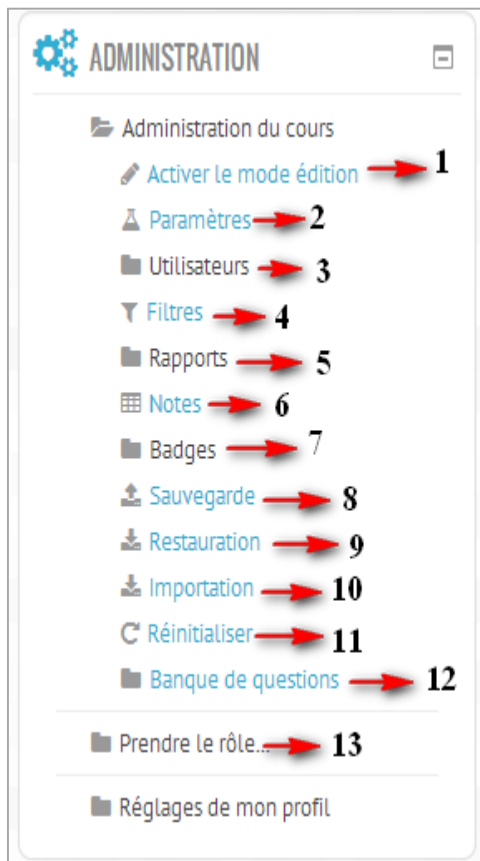 ADMINISTRATION
Administration du cours
Activer le mode édition 1
Paramètres 2
Utilisateurs 3
Filtres 4
Rapports 5
Notes 6
Badges 7
Sauvegarde 8
Restauration 9
Importation 10
Réinitialiser 11
Banque de questions 12
Prendre le rôle... 13
Réglages de mon profil